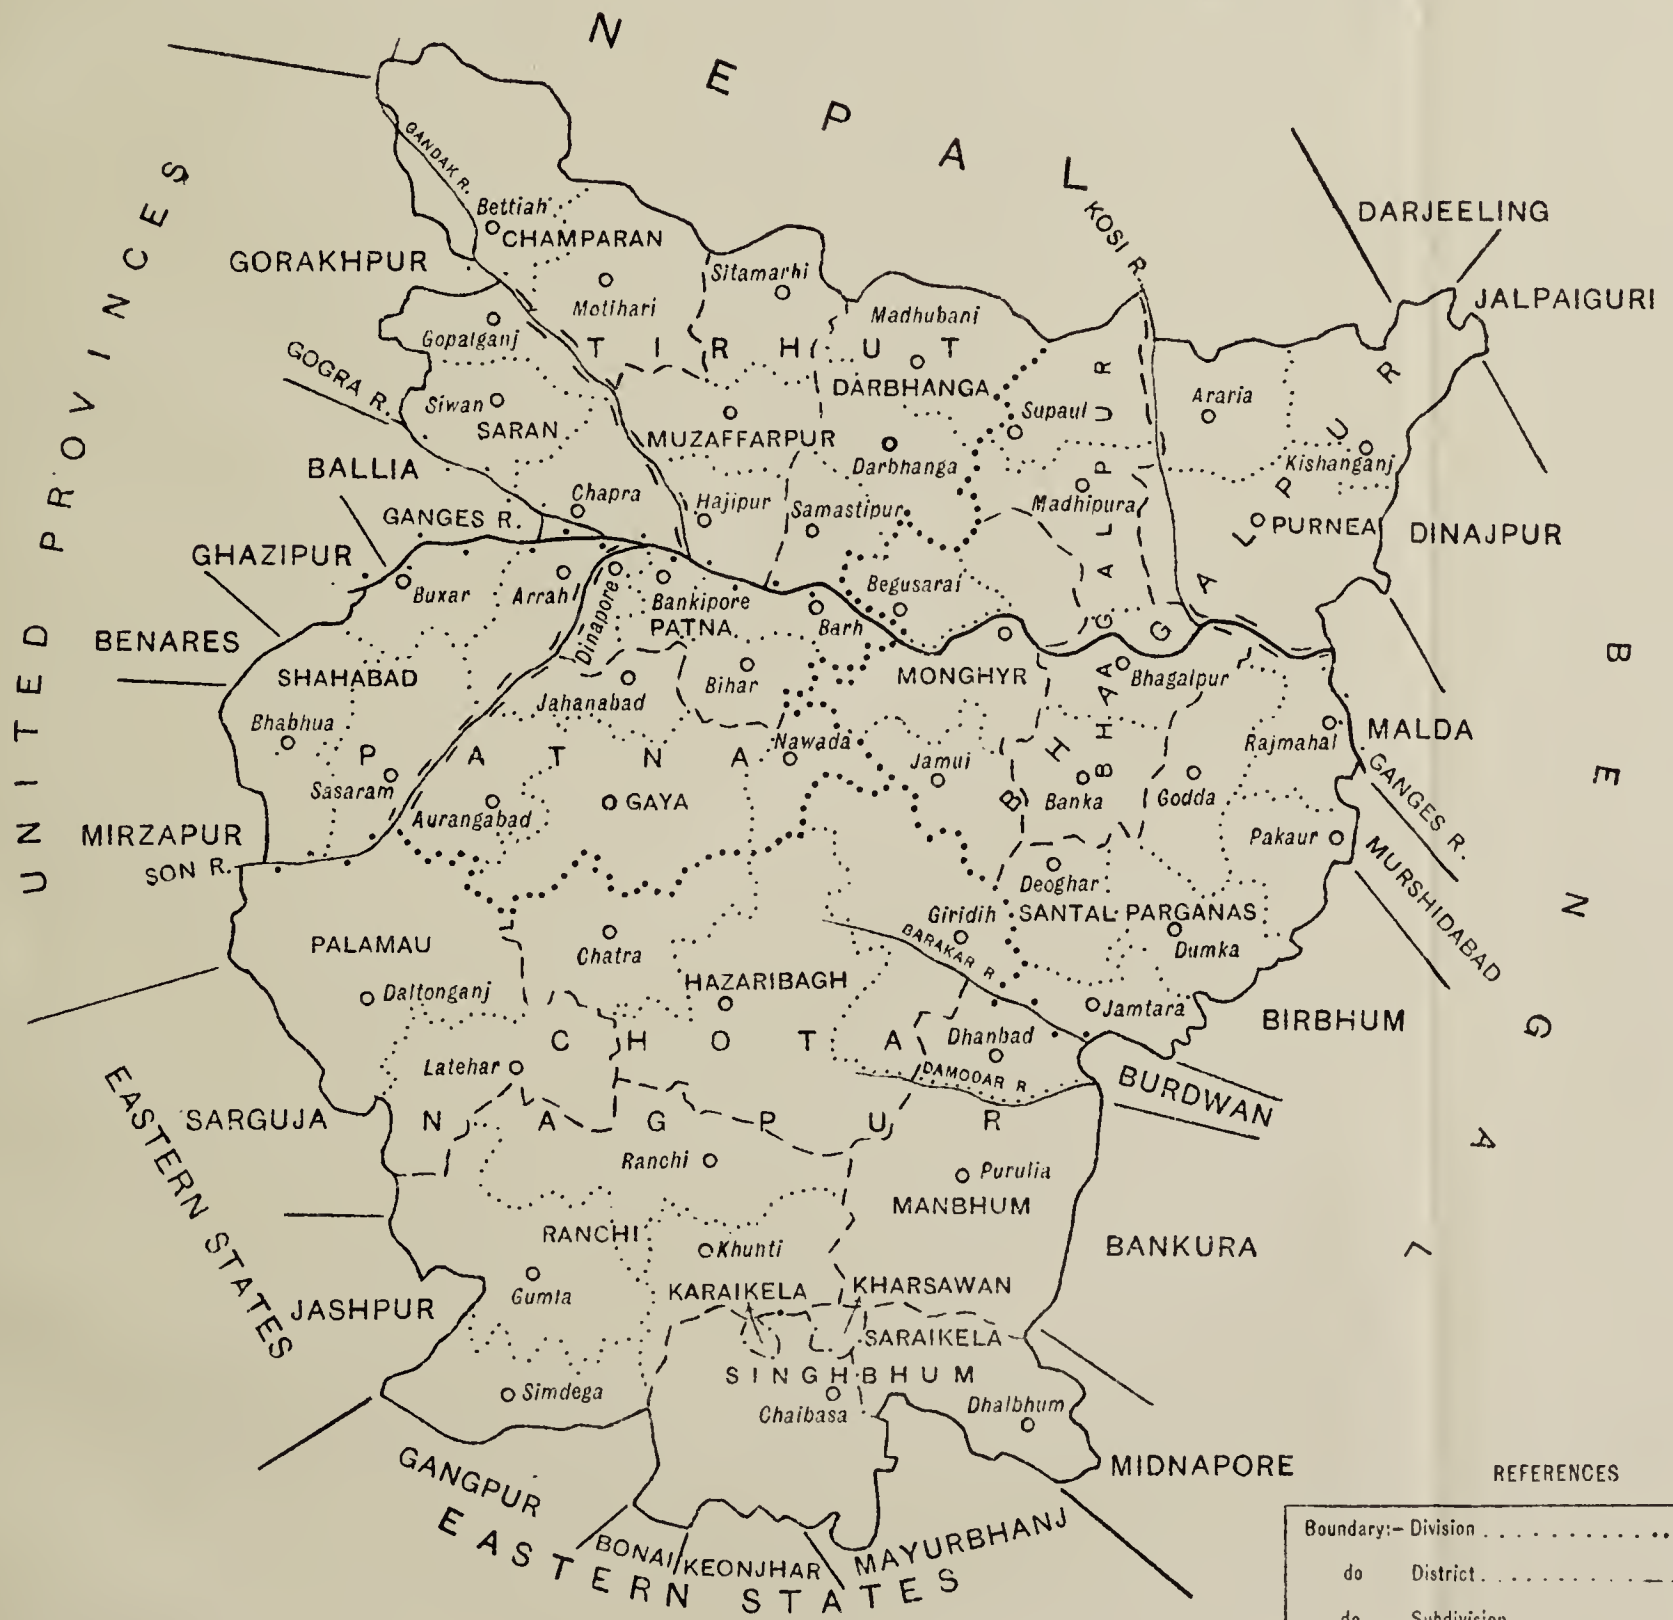 NEPAL
UNITED PROVINCES
BENGAL
EASTERN STATES
EASTERN STATES
GANDAK R.
KOSI R.
DARJEELING
JALPAIGURI
Bettiah
CHAMPARAN
GORAKHPUR
Motihari
Sitamarhi
Madhubani
Gopalganj
TIRHUT
GOGRA R.
DARBHANGA
Siwan
SARAN
MUZAFFARPUR
Darbhanga
Supaul
BHAGALPUR
BHAGALPUR
Araria
Kishanganj
BALLIA
Chapra
Hajipur
Samastipur
Madhipura
PURNEA
DINAJPUR
GANGES R.
GHAZIPUR
Buxar
Arrah
Dinapore
Bankipore
PATNA
Barh
Begusarai
BENARES
SHAHABAD
Jahanabad
Bihar
MONGHYR
Bhagalpur
Bhabhua
PATNA
Nawada
Jamui
Rajmahal
MALDA
Sasaram
Aurangabad
GAYA
Banka
Godda
GANGES R.
MIRZAPUR
SON R.
Pakaur
MURSHIDABAD
Deoghar
Giridih
SANTAL PARGANAS
Dumka
PALAMAU
Chatra
BARAKAR R
Daltonganj
HAZARIBAGH
Jamtara
BIRBHUM
CHOTA
Dhanbad
Latehar
DAMODAR R
BURDWAN
SARGUJA
NAGPUR
Ranchi
Purulia
MANBHUM
RANCHI
Khunti
BANKURA
Gumla
KARAIKELA
KHARSAWAN
JASHPUR
SARAIKELA
SINGHBHUM
Simdega
Chaibasa
Dhalbhum
GANGPUR
MIDNAPORE
BONAI
KEONJHAR
MAYURBHANJ
REFERENCES
Boundary:- Division
do District
do Subdivision